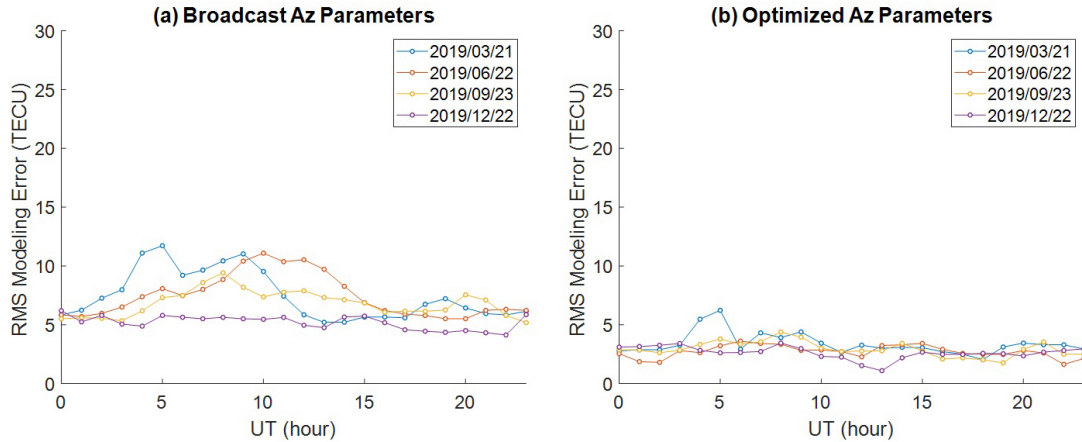 (a) Broadcast Az Parameters
RMS Modeling Error (TECU)
30
25
20
15
10
5
0
2019/03/21
2019/06/22
2019/09/23
2019/12/22
0 5 10 15 20
UT (hour)
(b) Optimized Az Parameters
RMS Modeling Error (TECU)
30
25
20
15
10
5
0
2019/03/21
2019/06/22
2019/09/23
2019/12/22
0 5 10 15 20
UT (hour)